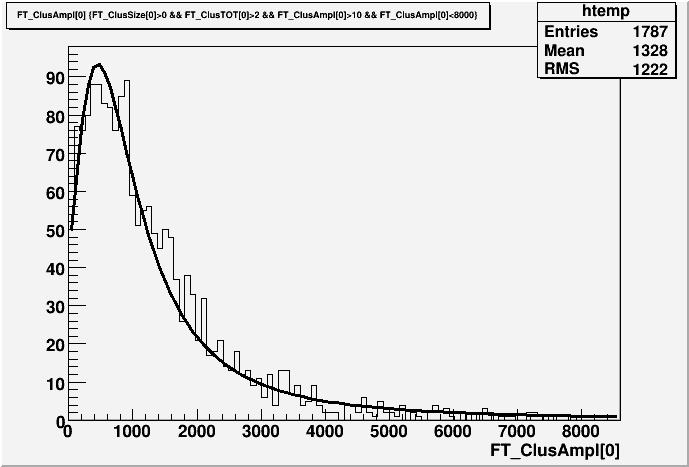 FT_ClusAmpl[0] {FT_ClusSize[0]>0 && FT_ClusTOT[0]>2 && FT_ClusAmpl[0]>10 && FT_ClusAmpl[0]<8000}
htemp
Entries 1787
Mean 1328
RMS 1222
90
80
70
60
50
40
30
20
10
0
0 1000 2000 3000 4000 5000 6000 7000 8000
FT_ClusAmpl[0]